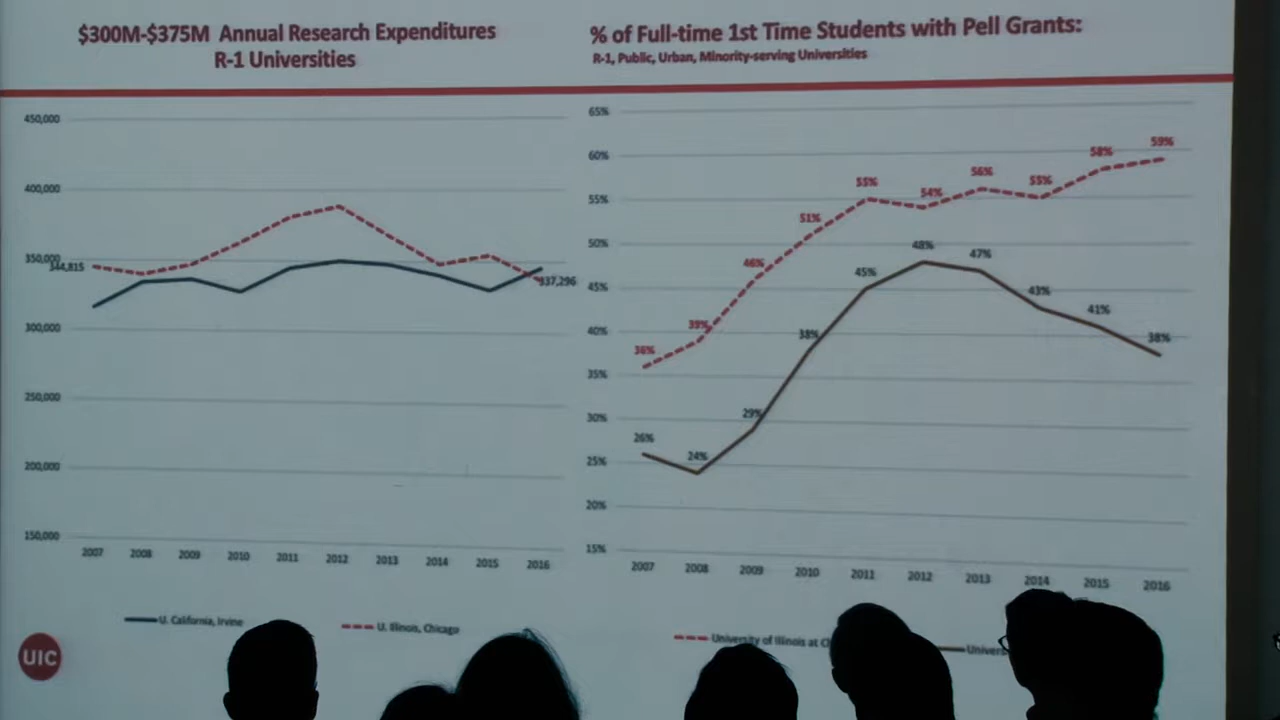 $300M-$375M Annual Research Expenditures
R-1 Universities
450,000
400,000
350,000
344,815
337,296
300,000
250,000
200,000
150,000
2007 2008 2009 2010 2011 2012 2013 2014 2015 2016
U. California, Irvine U. Illinois, Chicago
UIC
% of Full-time 1st Time Students with Pell Grants:
R-1, Public, Urban, Minority-serving Universities
65%
60%
55%
50%
45%
40%
35%
30%
25%
20%
15%
36% 39% 46% 51% 55% 54% 56% 55% 58% 59%
26% 24% 29% 38% 45% 48% 47% 43% 41% 38%
2007 2008 2009 2010 2011 2012 2013 2014 2015 2016
University of Illinois at